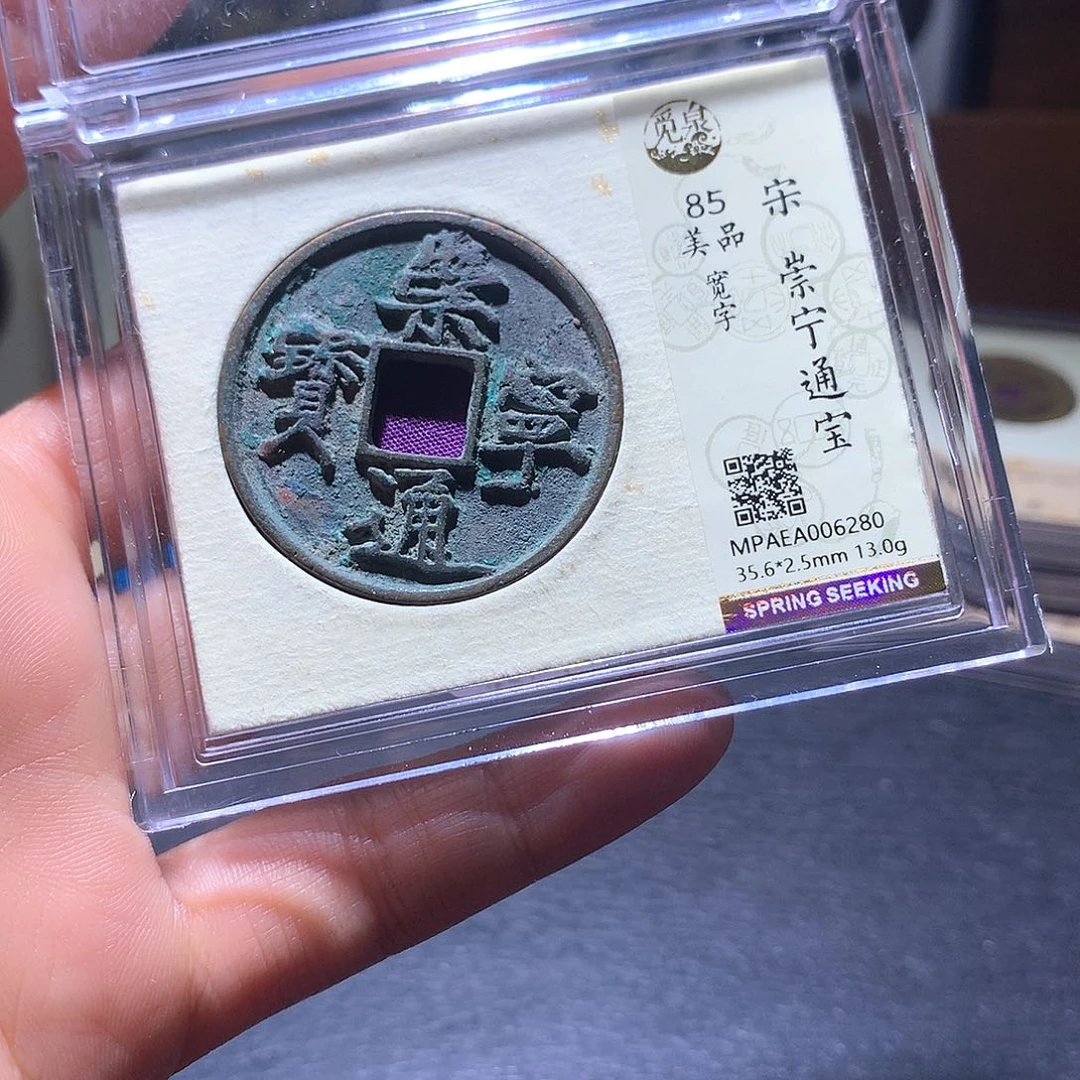 崇寧通寶
觅泉
宋 崇宁通宝
85
美品
宽字
MPAEA006280
35.6*2.5mm 13.0g
SPRING SEEKING